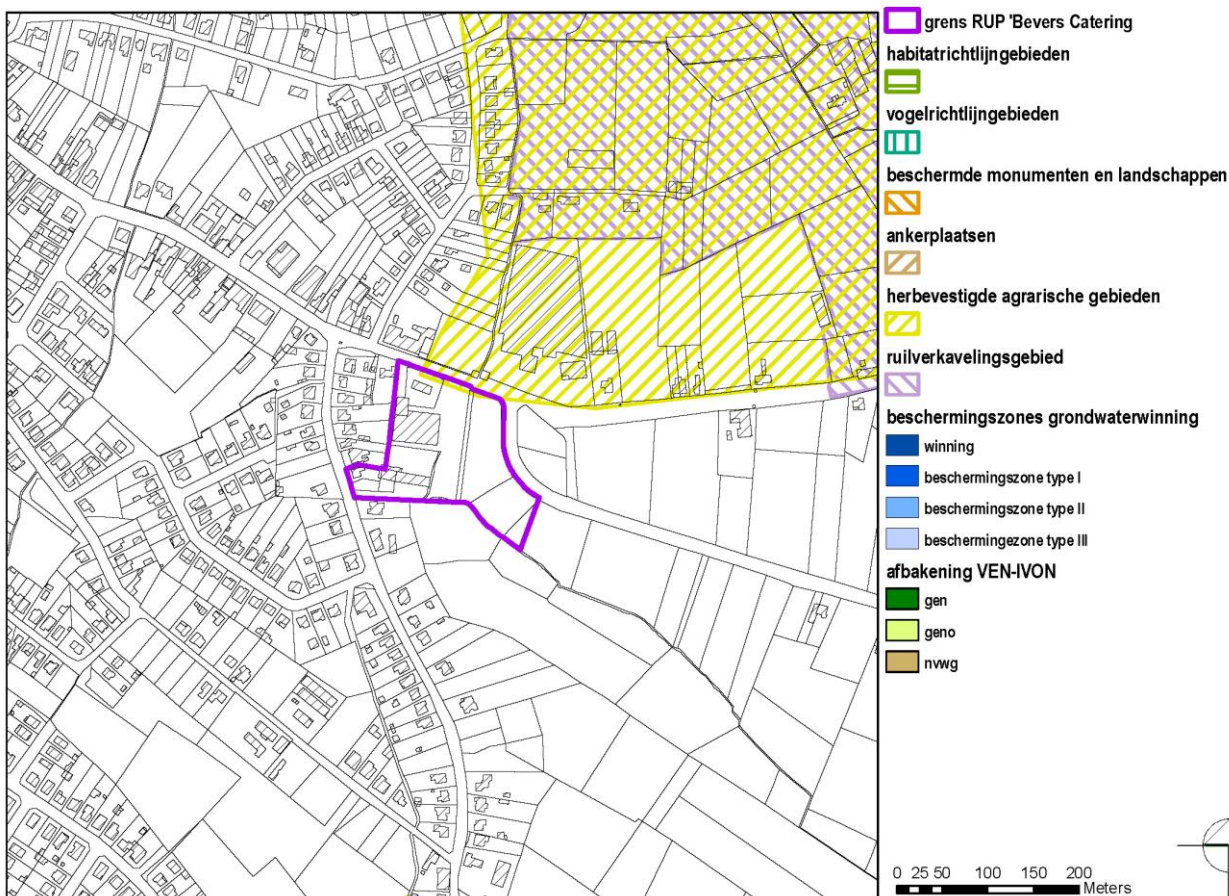 grens RUP 'Bevers Catering
habitatrichtlijngebieden
vogelrichtlijngebieden
beschermde monumenten en landschappen
ankerplaatsen
herbevestigde agrarische gebieden
ruilverkavelingsgebied
beschermingszones grondwaterwinning
winning
beschermingszone type I
beschermingszone type II
beschermingezone type III
afbakening VEN-IVON
gen
geno
nvwg
0 25 50 100 150 200
Meters